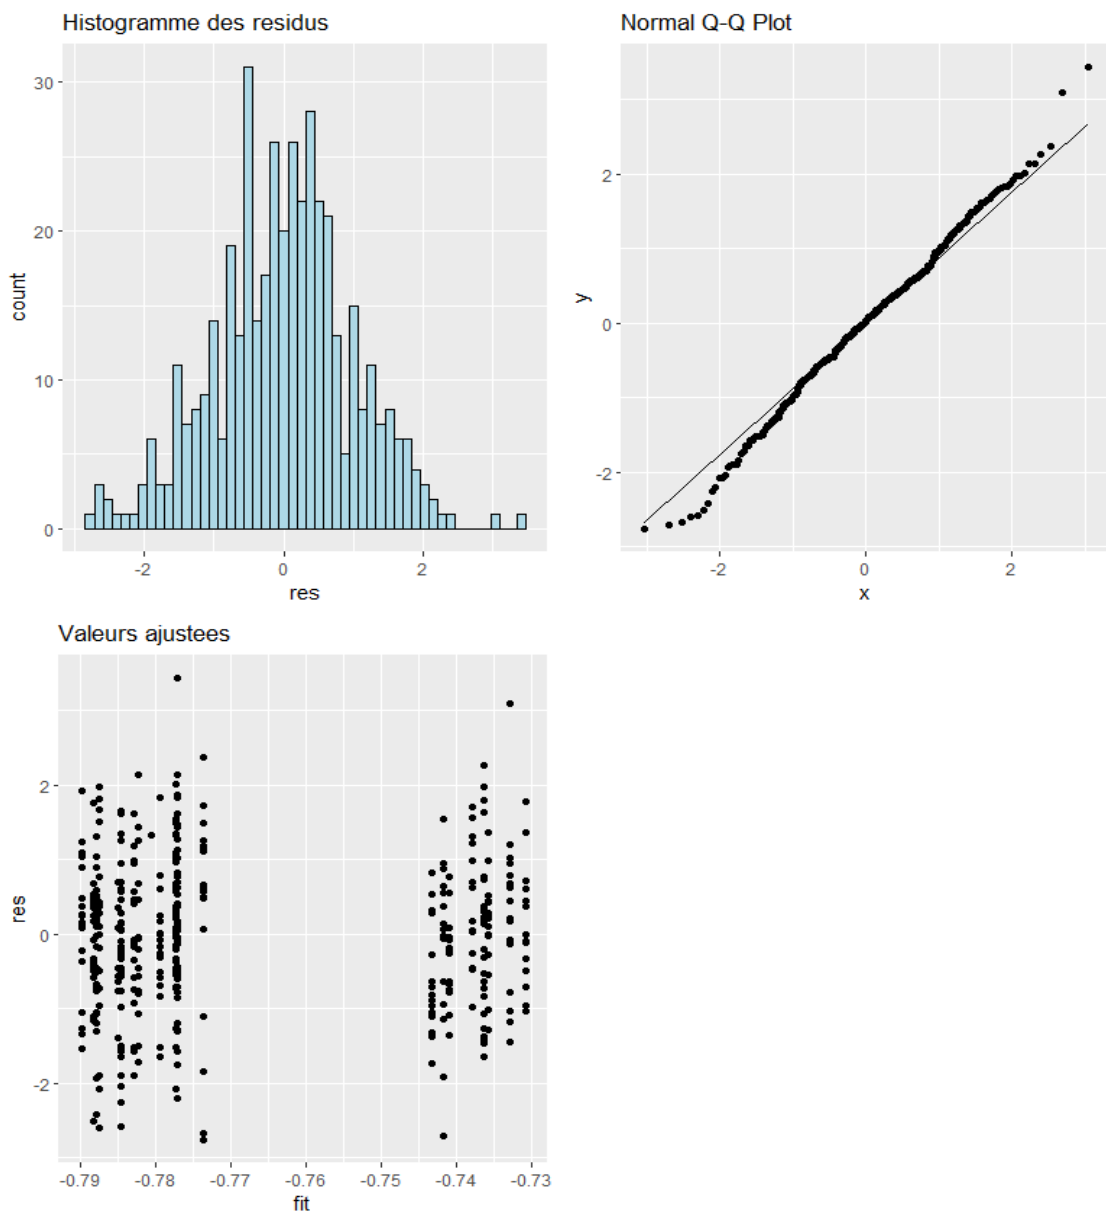 Histogramme des residus
30
20
10
0
count
-2 0 2
res
Normal Q-Q Plot
2
0
-2
y
-2 0 2
x
Valeurs ajustees
2
0
-2
res
-0.79 -0.78 -0.77 -0.76 -0.75 -0.74 -0.73
fit